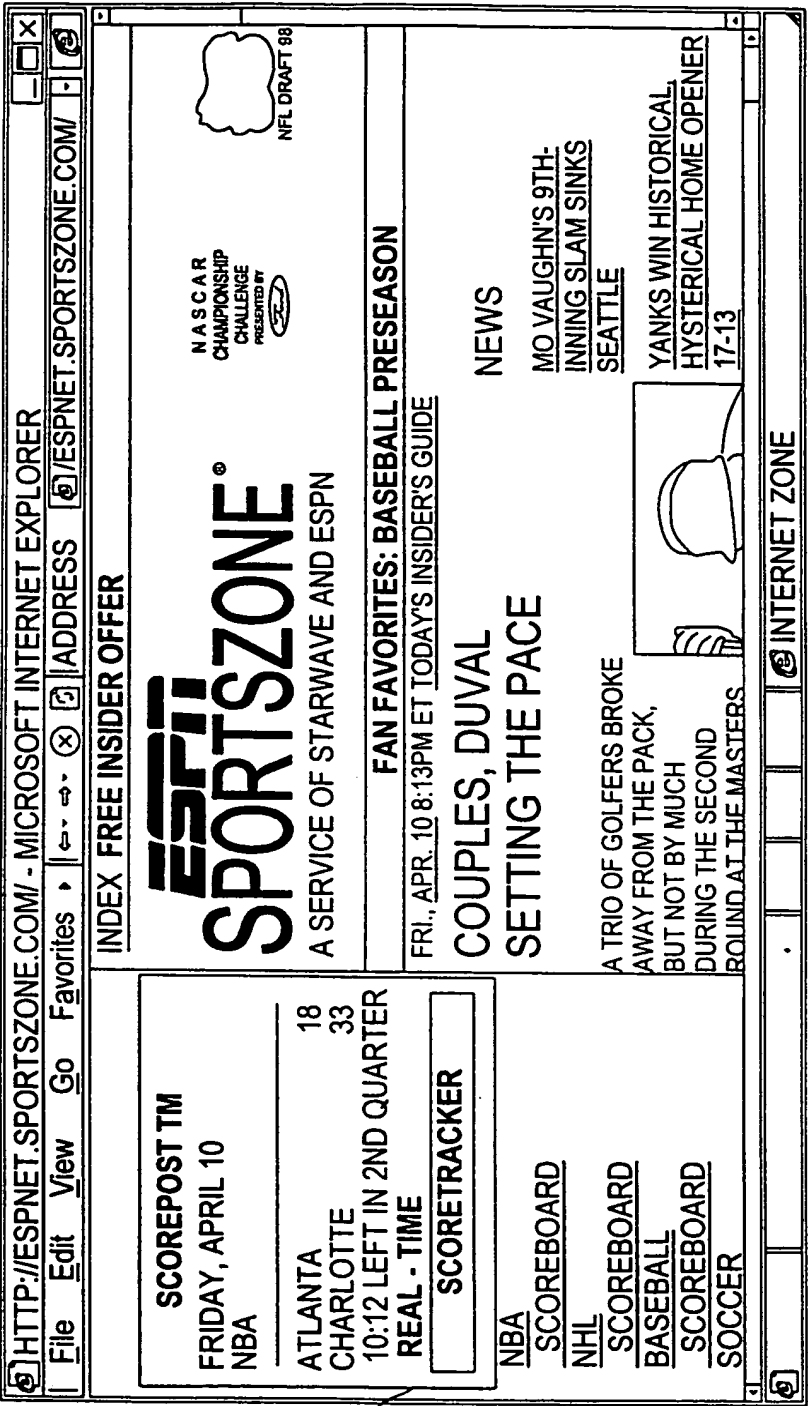 HTTP://ESPNET.SPORTSZONE.COM/ - MICROSOFT INTERNET EXPLORER
File Edit View Go Favorites ADDRESS /ESPNET.SPORTSZONE.COM/
SCOREPOST TM
FRIDAY, APRIL 10
NBA
ATLANTA 18
CHARLOTTE 33
10:12 LEFT IN 2ND QUARTER
REAL - TIME
SCORETRACKER
NBA
SCOREBOARD
NHL
SCOREBOARD
BASEBALL
SCOREBOARD
SOCCER
INDEX FREE INSIDER OFFER
ESPN
SPORTSZONE®
A SERVICE OF STARWAVE AND ESPN
NASCAR
CHAMPIONSHIP
CHALLENGE
PRESENTED BY
Ford
NFL DRAFT 98
FAN FAVORITES: BASEBALL PRESEASON
FRI., APR. 10 8:13PM ET TODAY'S INSIDER'S GUIDE
COUPLES, DUVAL
SETTING THE PACE
A TRIO OF GOLFERS BROKE
AWAY FROM THE PACK,
BUT NOT BY MUCH
DURING THE SECOND
ROUND AT THE MASTERS
NEWS
MO VAUGHN'S 9TH-
INNING SLAM SINKS
SEATTLE
YANKS WIN HISTORICAL,
HYSTERICAL HOME OPENER
17-13
INTERNET ZONE